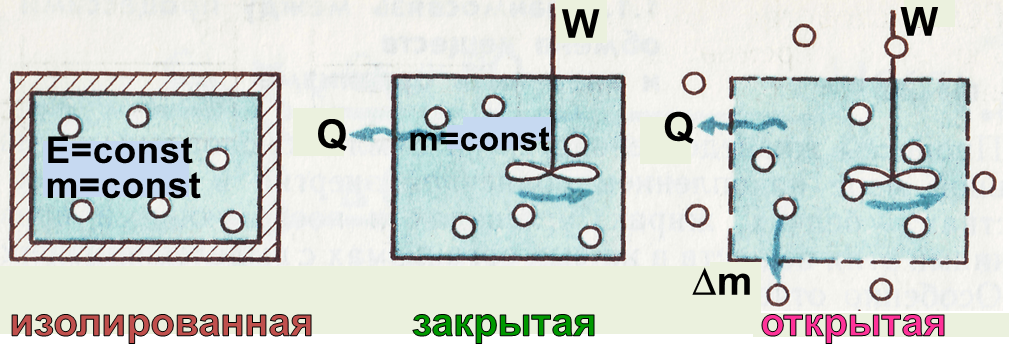 W
W
Q
Q
E=const
m=const
m=const
Δm
изолированная
закрытая
открытая